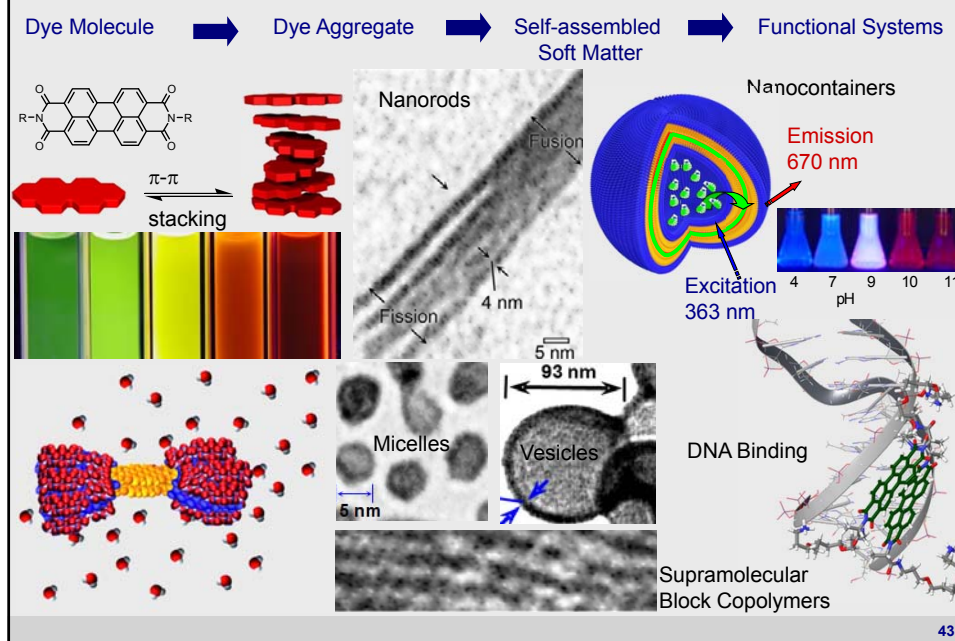 Dye Molecule
Dye Aggregate
Self-assembled
Soft Matter
Functional Systems
O
O
R-N
N-R
O
O
π-π
stacking
Nanorods
Fusion
Fission
4 nm
5 nm
Nanocontainers
Emission
670 nm
Excitation
363 nm
4 7 9 10 11
pH
Micelles
5 nm
93 nm
Vesicles
DNA Binding
Supramolecular
Block Copolymers
43